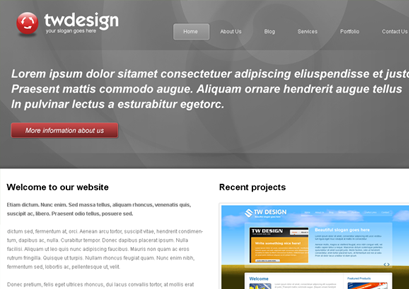 twdesign
your slogan goes here
Home About Us Blog Services Portfolio Contact Us
Lorem ipsum dolor sitamet consectetuer adipiscing eliuspendisse et justo
Praesent mattis commodo augue. Aliquam ornare hendrerit augue tellus
In pulvinar lectus a esturabitur egetorc.
More information about us
Welcome to our website
Recent projects
Etiam dictum. Nunc enim. Sed massa tellus, aliquam rhoncus, venenatis quis,
suscipit ac, libero. Praesent odio tellus, posuere sed.
dictum sed, fermentum at, orci. Aenean arcu tortor, suscipit vitae, hendrerit condimen-
tum, dapibus ac, nulla. Curabitur tempor. Donec dapibus placerat ipsum. Nulla
facilisi. Aliquam ut leo quis nunc adipiscing faucibus. Mauris non quam ac eros
rutrum fringilla. Quisque ut turpis. Nullam rhoncus feugiat quam. Nunc enim nibh,
fermentum sed, lobortis ac, pellentesque ut, velit.
Donec pretium, felis eget ultrices rhoncus, dui lacus convallis tortor, at mollis erat
TW DESIGN
Beautiful slogan goes here
Welcome